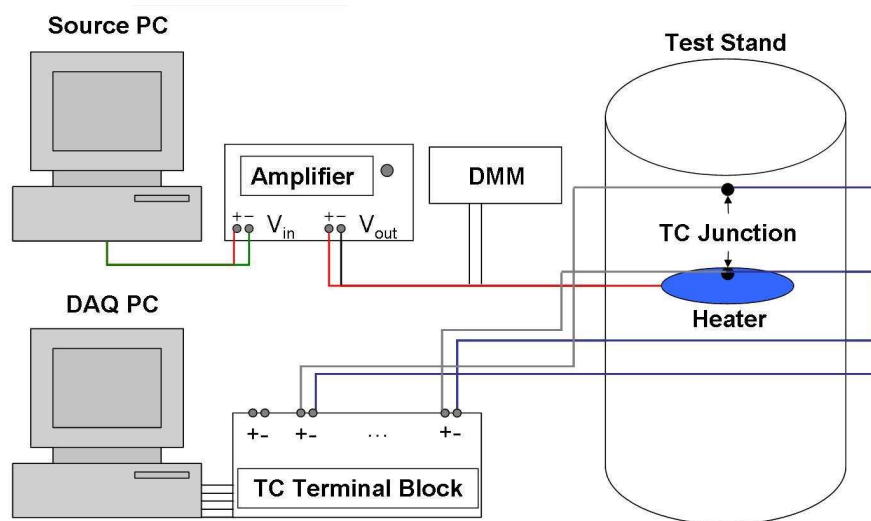 Source PC
Test Stand
Amplifier
DMM
+− V_in +− V_out
TC Junction
Heater
DAQ PC
+- +- ... +-
TC Terminal Block